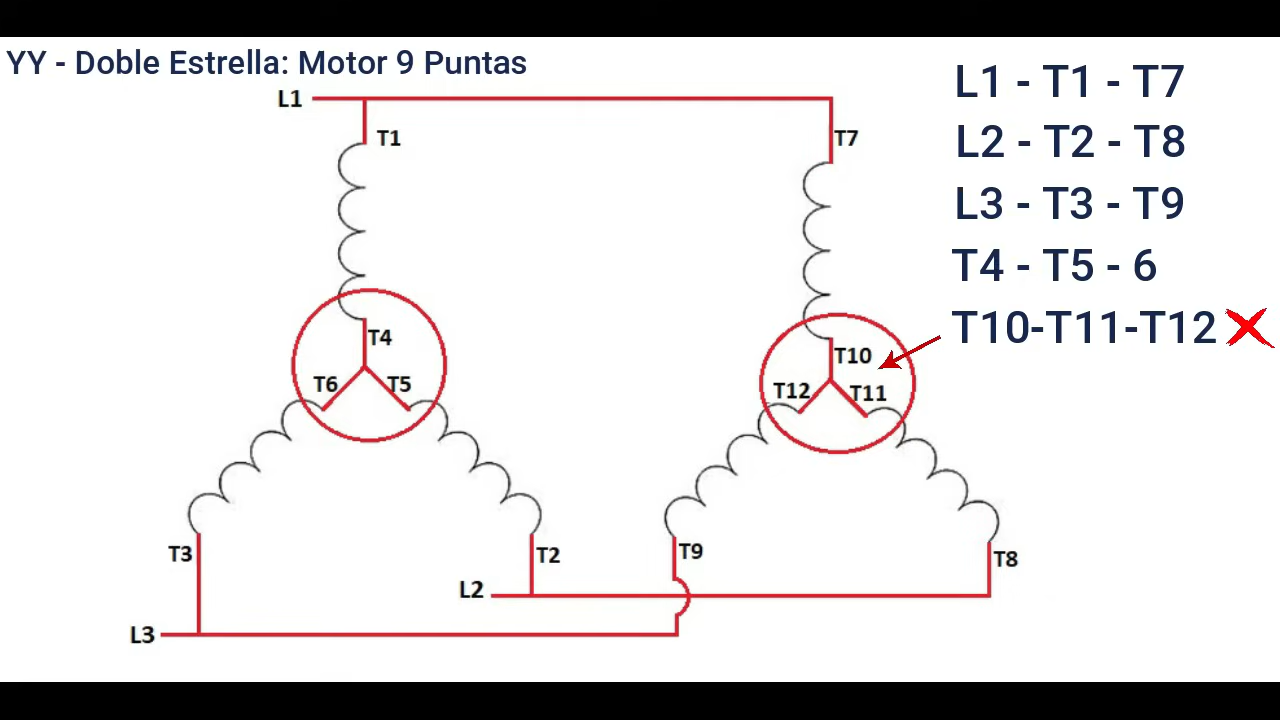 YY - Doble Estrella: Motor 9 Puntas
L1 - T1 - T7
L2 - T2 - T8
L3 - T3 - T9
T4 - T5 - 6
T10-T11-T12
L1
T1
T7
T4
T6
T5
T10
T12
T11
T3
T2
T9
T8
L2
L3